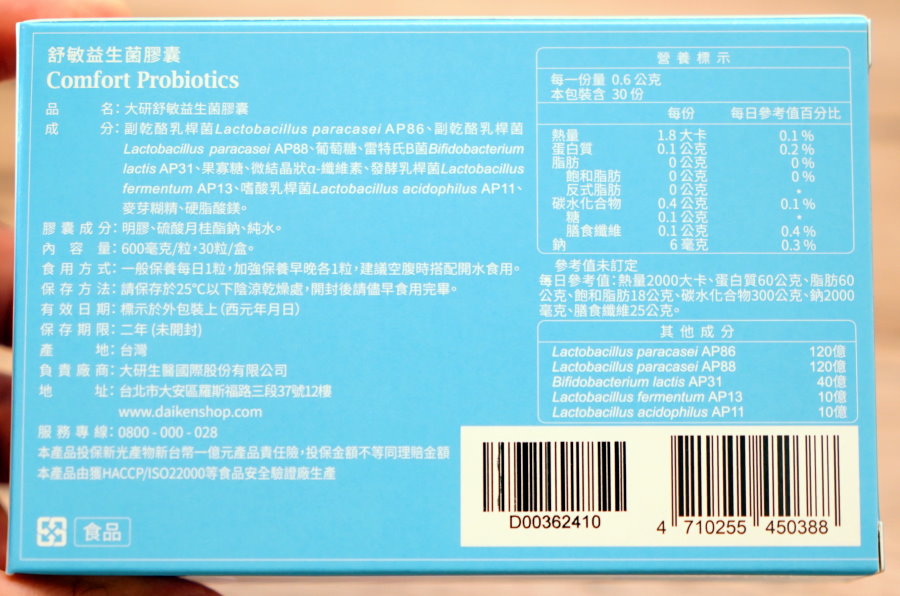 舒敏益生菌膠囊
Comfort Probiotics
品 名：大研舒敏益生菌膠囊
成 分：副乾酪乳桿菌Lactobacillus paracasei AP86、副乾酪乳桿菌
Lactobacillus paracasei AP88、葡萄糖、雷特氏B菌Bifidobacterium
lactis AP31、果寡糖、微結晶狀α-纖維素、發酵乳桿菌Lactobacillus
fermentum AP13、嗜酸乳桿菌Lactobacillus acidophilus AP11、
麥芽糊精、硬脂酸鎂。
膠囊成分：明膠、硫酸月桂酯鈉、純水。
內 容 量：600毫克/粒，30粒/盒。
食用方式：一般保養每日1粒，加強保養早晚各1粒，建議空腹時搭配開水食用。
保存方法：請保存於25°C以下陰涼乾燥處，開封後請儘早食用完畢。
有效日期：標示於外包裝上（西元年月日）
保存期限：二年（未開封）
產 地：台灣
負責廠商：大研生醫國際股份有限公司
地 址：台北市大安區羅斯福路三段37號12樓
www.daikenshop.com
服務專線：0800 - 000 - 028
本產品投保新光產物新台幣一億元產品責任險，投保金額不等同理賠金額
本產品由獲HACCP/ISO22000等食品安全驗證廠生產
食品
營養標示
每一份量 0.6 公克
本包裝含 30 份
每份 每日參考值百分比
熱量 1.8 大卡 0.1 %
蛋白質 0.1 公克 0.2 %
脂肪 0 公克 0 %
飽和脂肪 0 公克 0 %
反式脂肪 0 公克 *
碳水化合物 0.4 公克 0.1 %
糖 0.1 公克 *
膳食纖維 0.1 公克 0.4 %
鈉 6 毫克 0.3 %
* 參考值未訂定
每日參考值：熱量2000大卡、蛋白質60公克、脂肪60
公克、飽和脂肪18公克、碳水化合物300公克、鈉2000
毫克、膳食纖維25公克。
其他成分
Lactobacillus paracasei AP86 120億
Lactobacillus paracasei AP88 120億
Bifidobacterium lactis AP31 40億
Lactobacillus fermentum AP13 10億
Lactobacillus acidophilus AP11 10億
D00362410
4 710255 450388